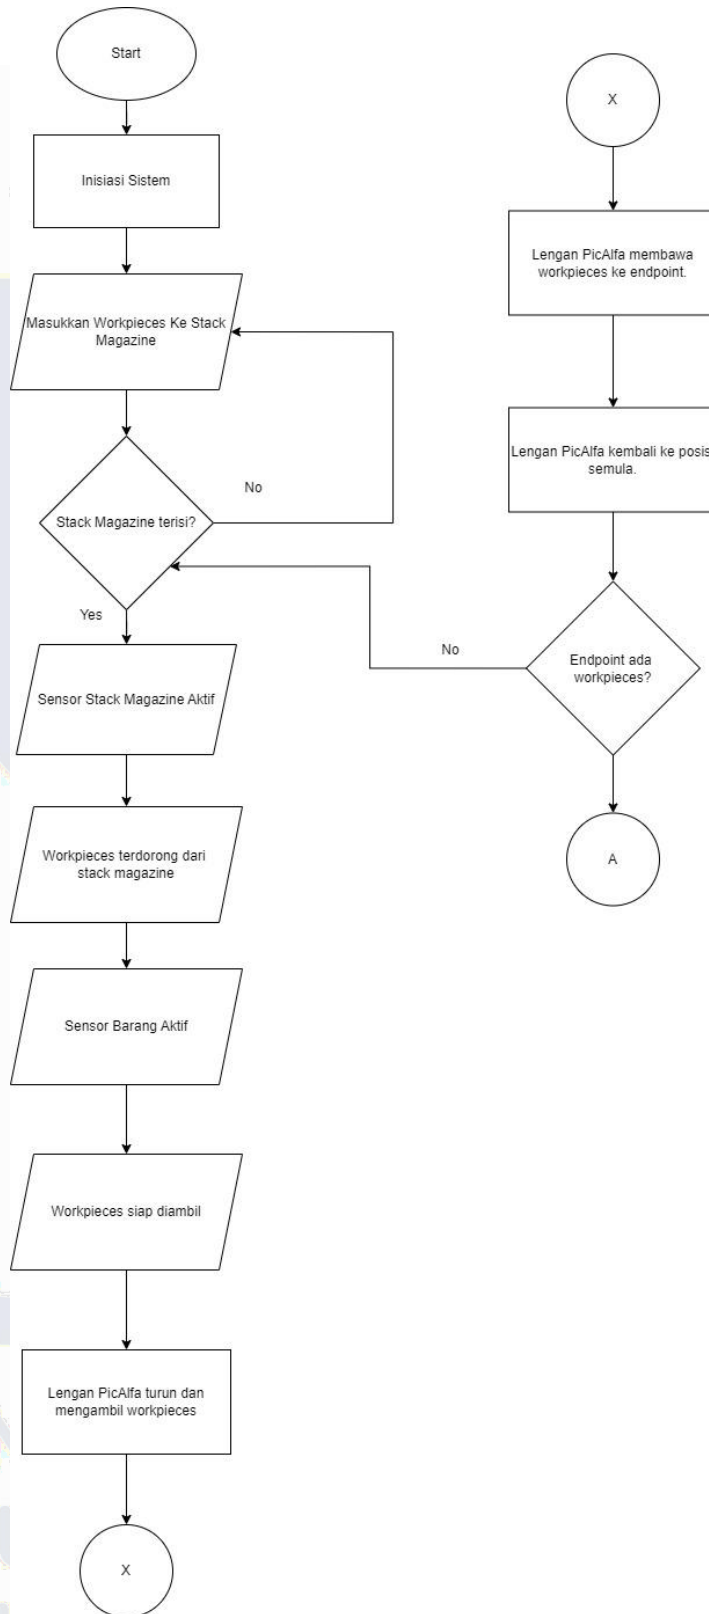 Start
Inisiasi Sistem
Masukkan Workpieces Ke Stack
Magazine
No
Stack Magazine terisi?
Yes
Sensor Stack Magazine Aktif
Workpieces terdorong dari
stack magazine
Sensor Barang Aktif
Workpieces siap diambil
Lengan PicAlfa turun dan
mengambil workpieces
X
X
Lengan PicAlfa membawa
workpieces ke endpoint.
Lengan PicAlfa kembali ke posis
semula.
No
Endpoint ada
workpieces?
A